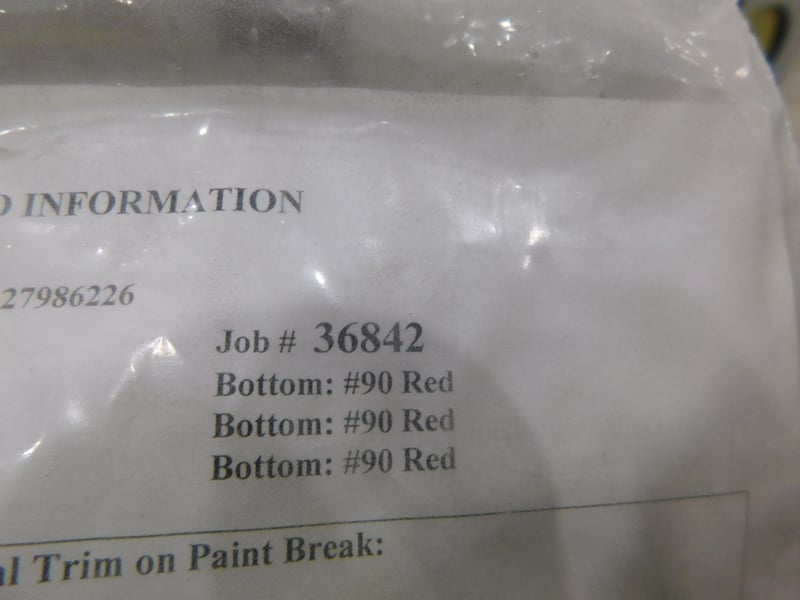 INFORMATION
27986226
Job # 36842
Bottom: #90 Red
Bottom: #90 Red
Bottom: #90 Red
Trim on Paint Break: